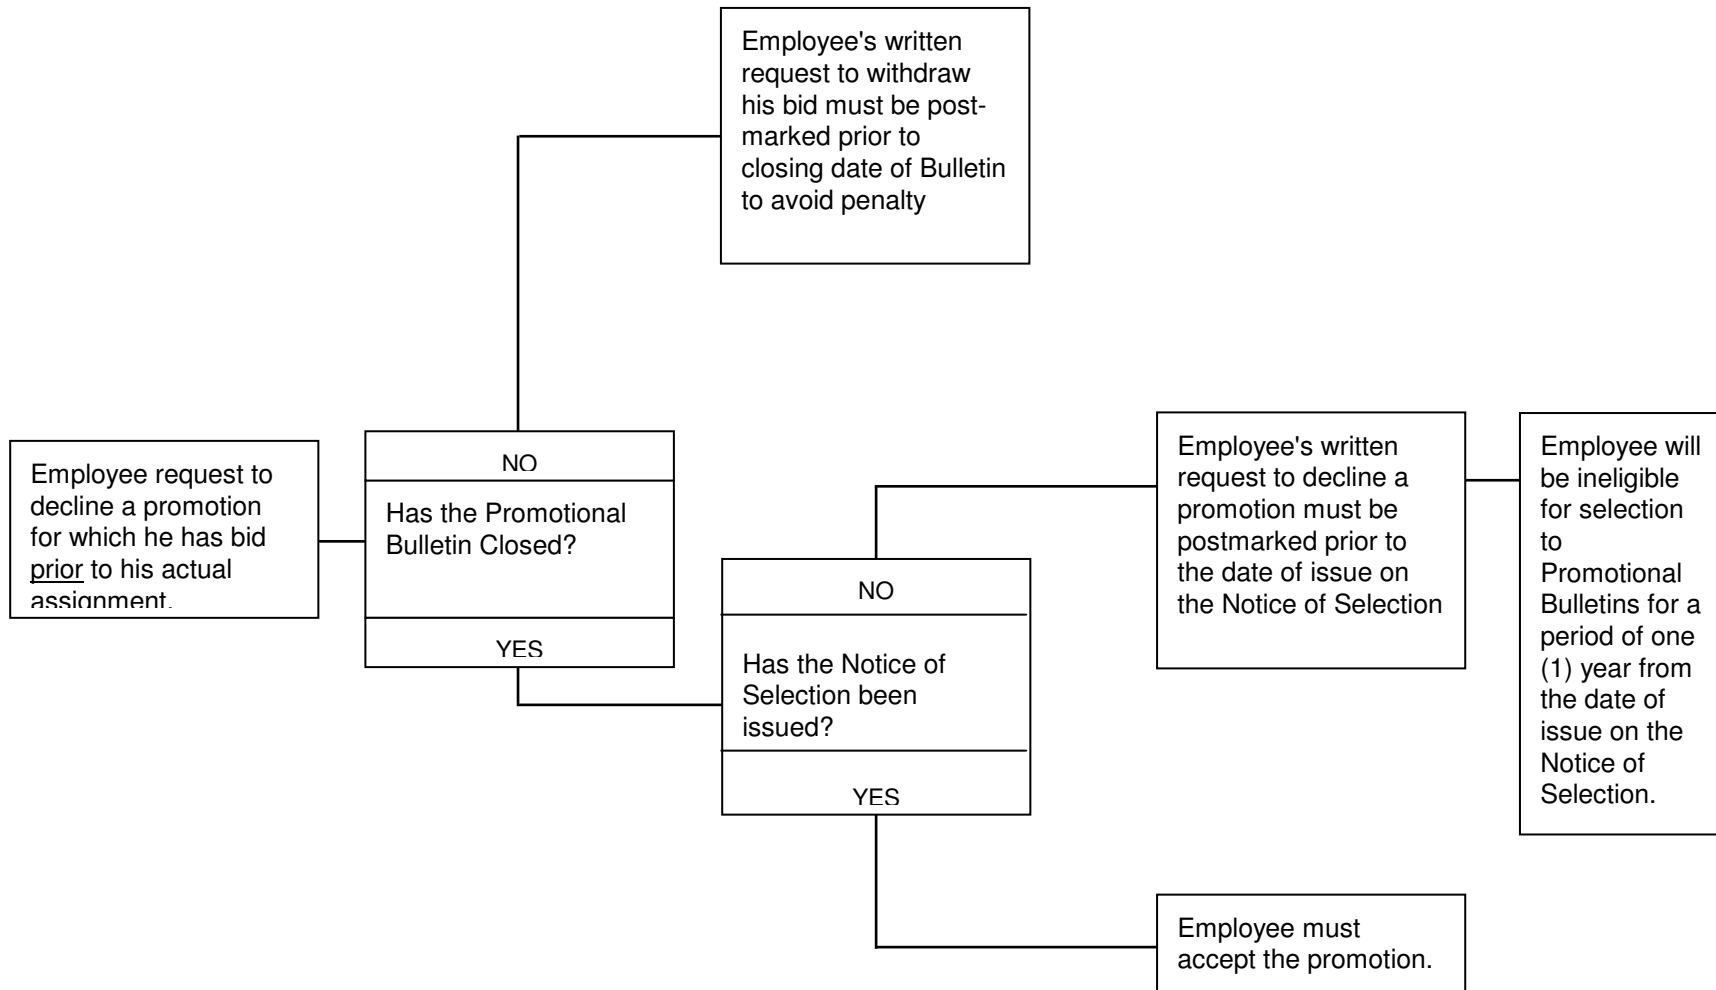 Employee's written
request to withdraw
his bid must be post-
marked prior to
closing date of Bulletin
to avoid penalty
Employee request to
decline a promotion
for which he has bid
prior to his actual
assignment.
NO
Has the Promotional
Bulletin Closed?
YES
NO
Has the Notice of
Selection been
issued?
YES
Employee's written
request to decline a
promotion must be
postmarked prior to
the date of issue on
the Notice of Selection
Employee will
be ineligible
for selection
to
Promotional
Bulletins for a
period of one
(1) year from
the date of
issue on the
Notice of
Selection.
Employee must
accept the promotion.